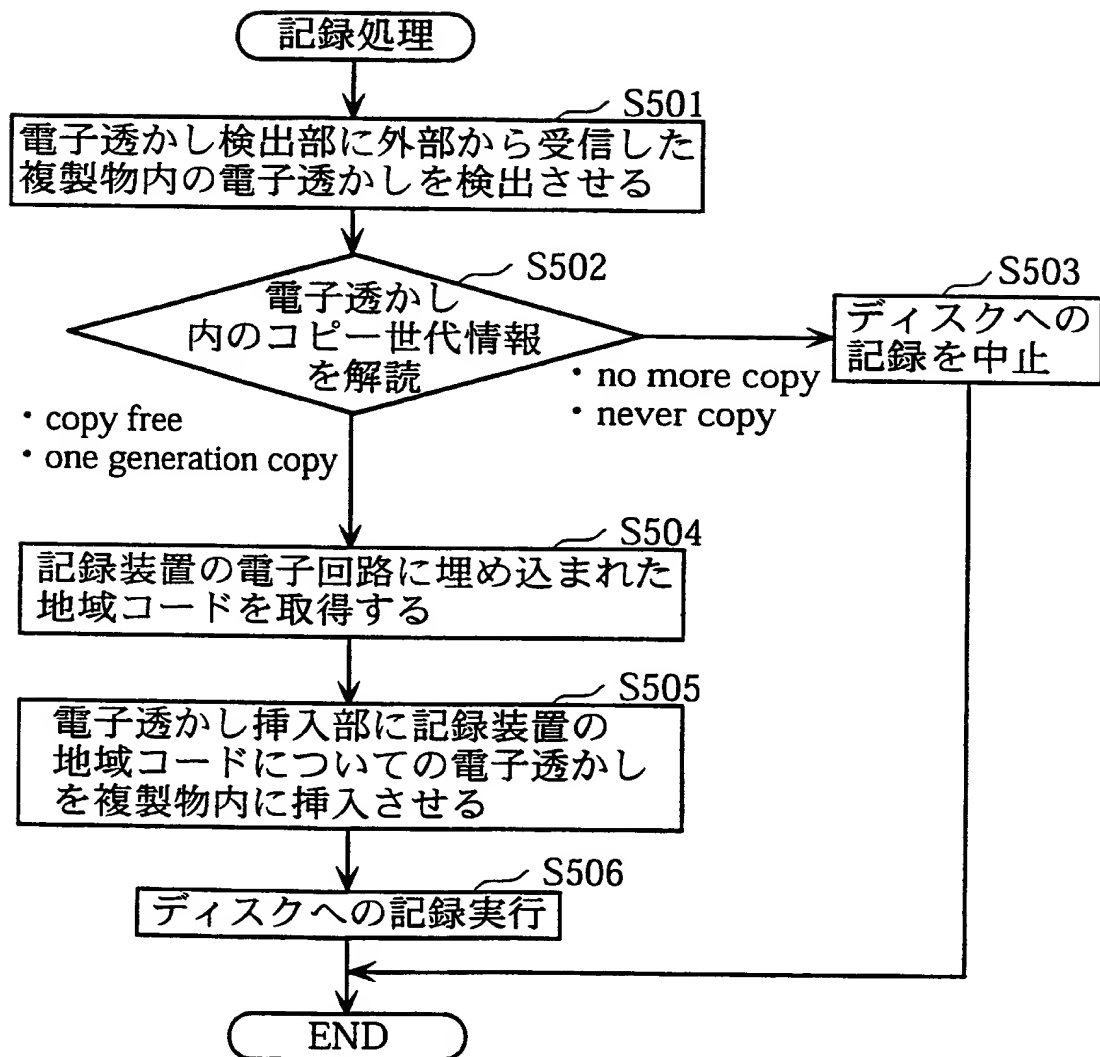 記録処理
S501
電子透かし検出部に外部から受信した
複製物内の電子透かしを検出させる
S502
電子透かし
内のコピー世代情報
を解読
S503
ディスクへの
記録を中止
・no more copy
・never copy
・copy free
・one generation copy
S504
記録装置の電子回路に埋め込まれた
地域コードを取得する
S505
電子透かし挿入部に記録装置の
地域コードについての電子透かし
を複製物内に挿入させる
S506
ディスクへの記録実行
END